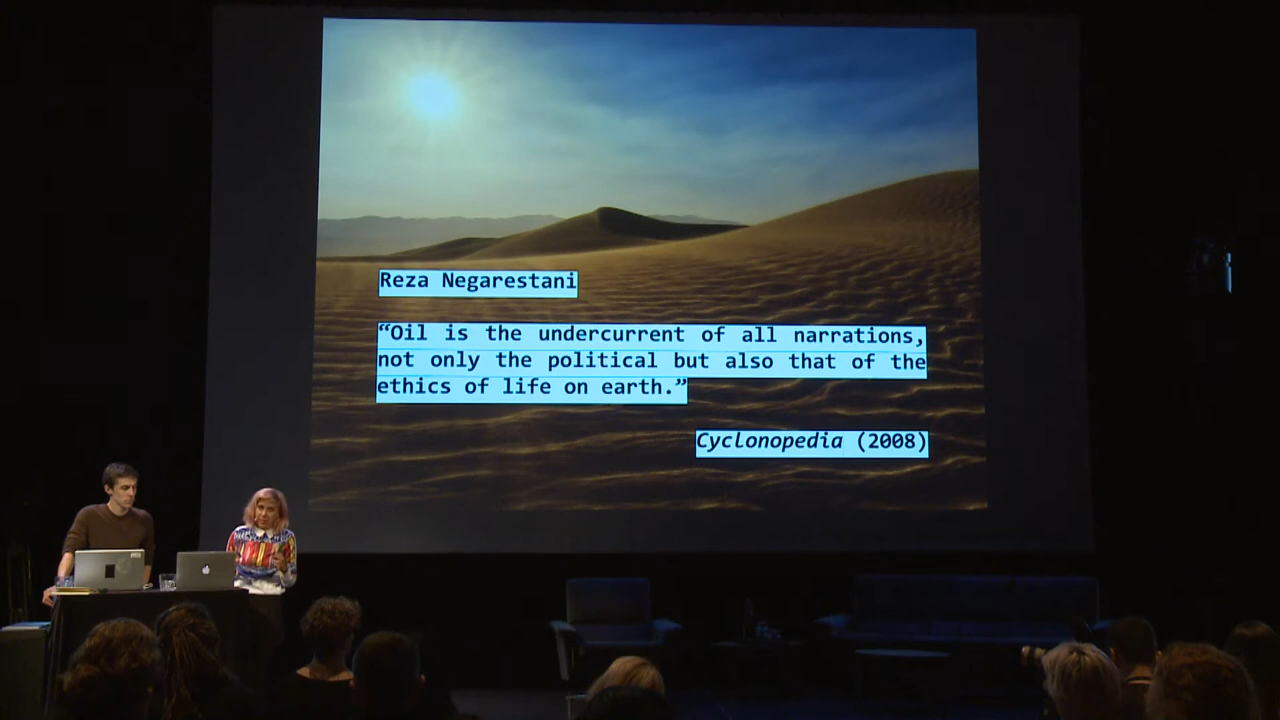 Reza Negarestani
“Oil is the undercurrent of all narrations,
not only the political but also that of the
ethics of life on earth.”
Cyclonopedia (2008)